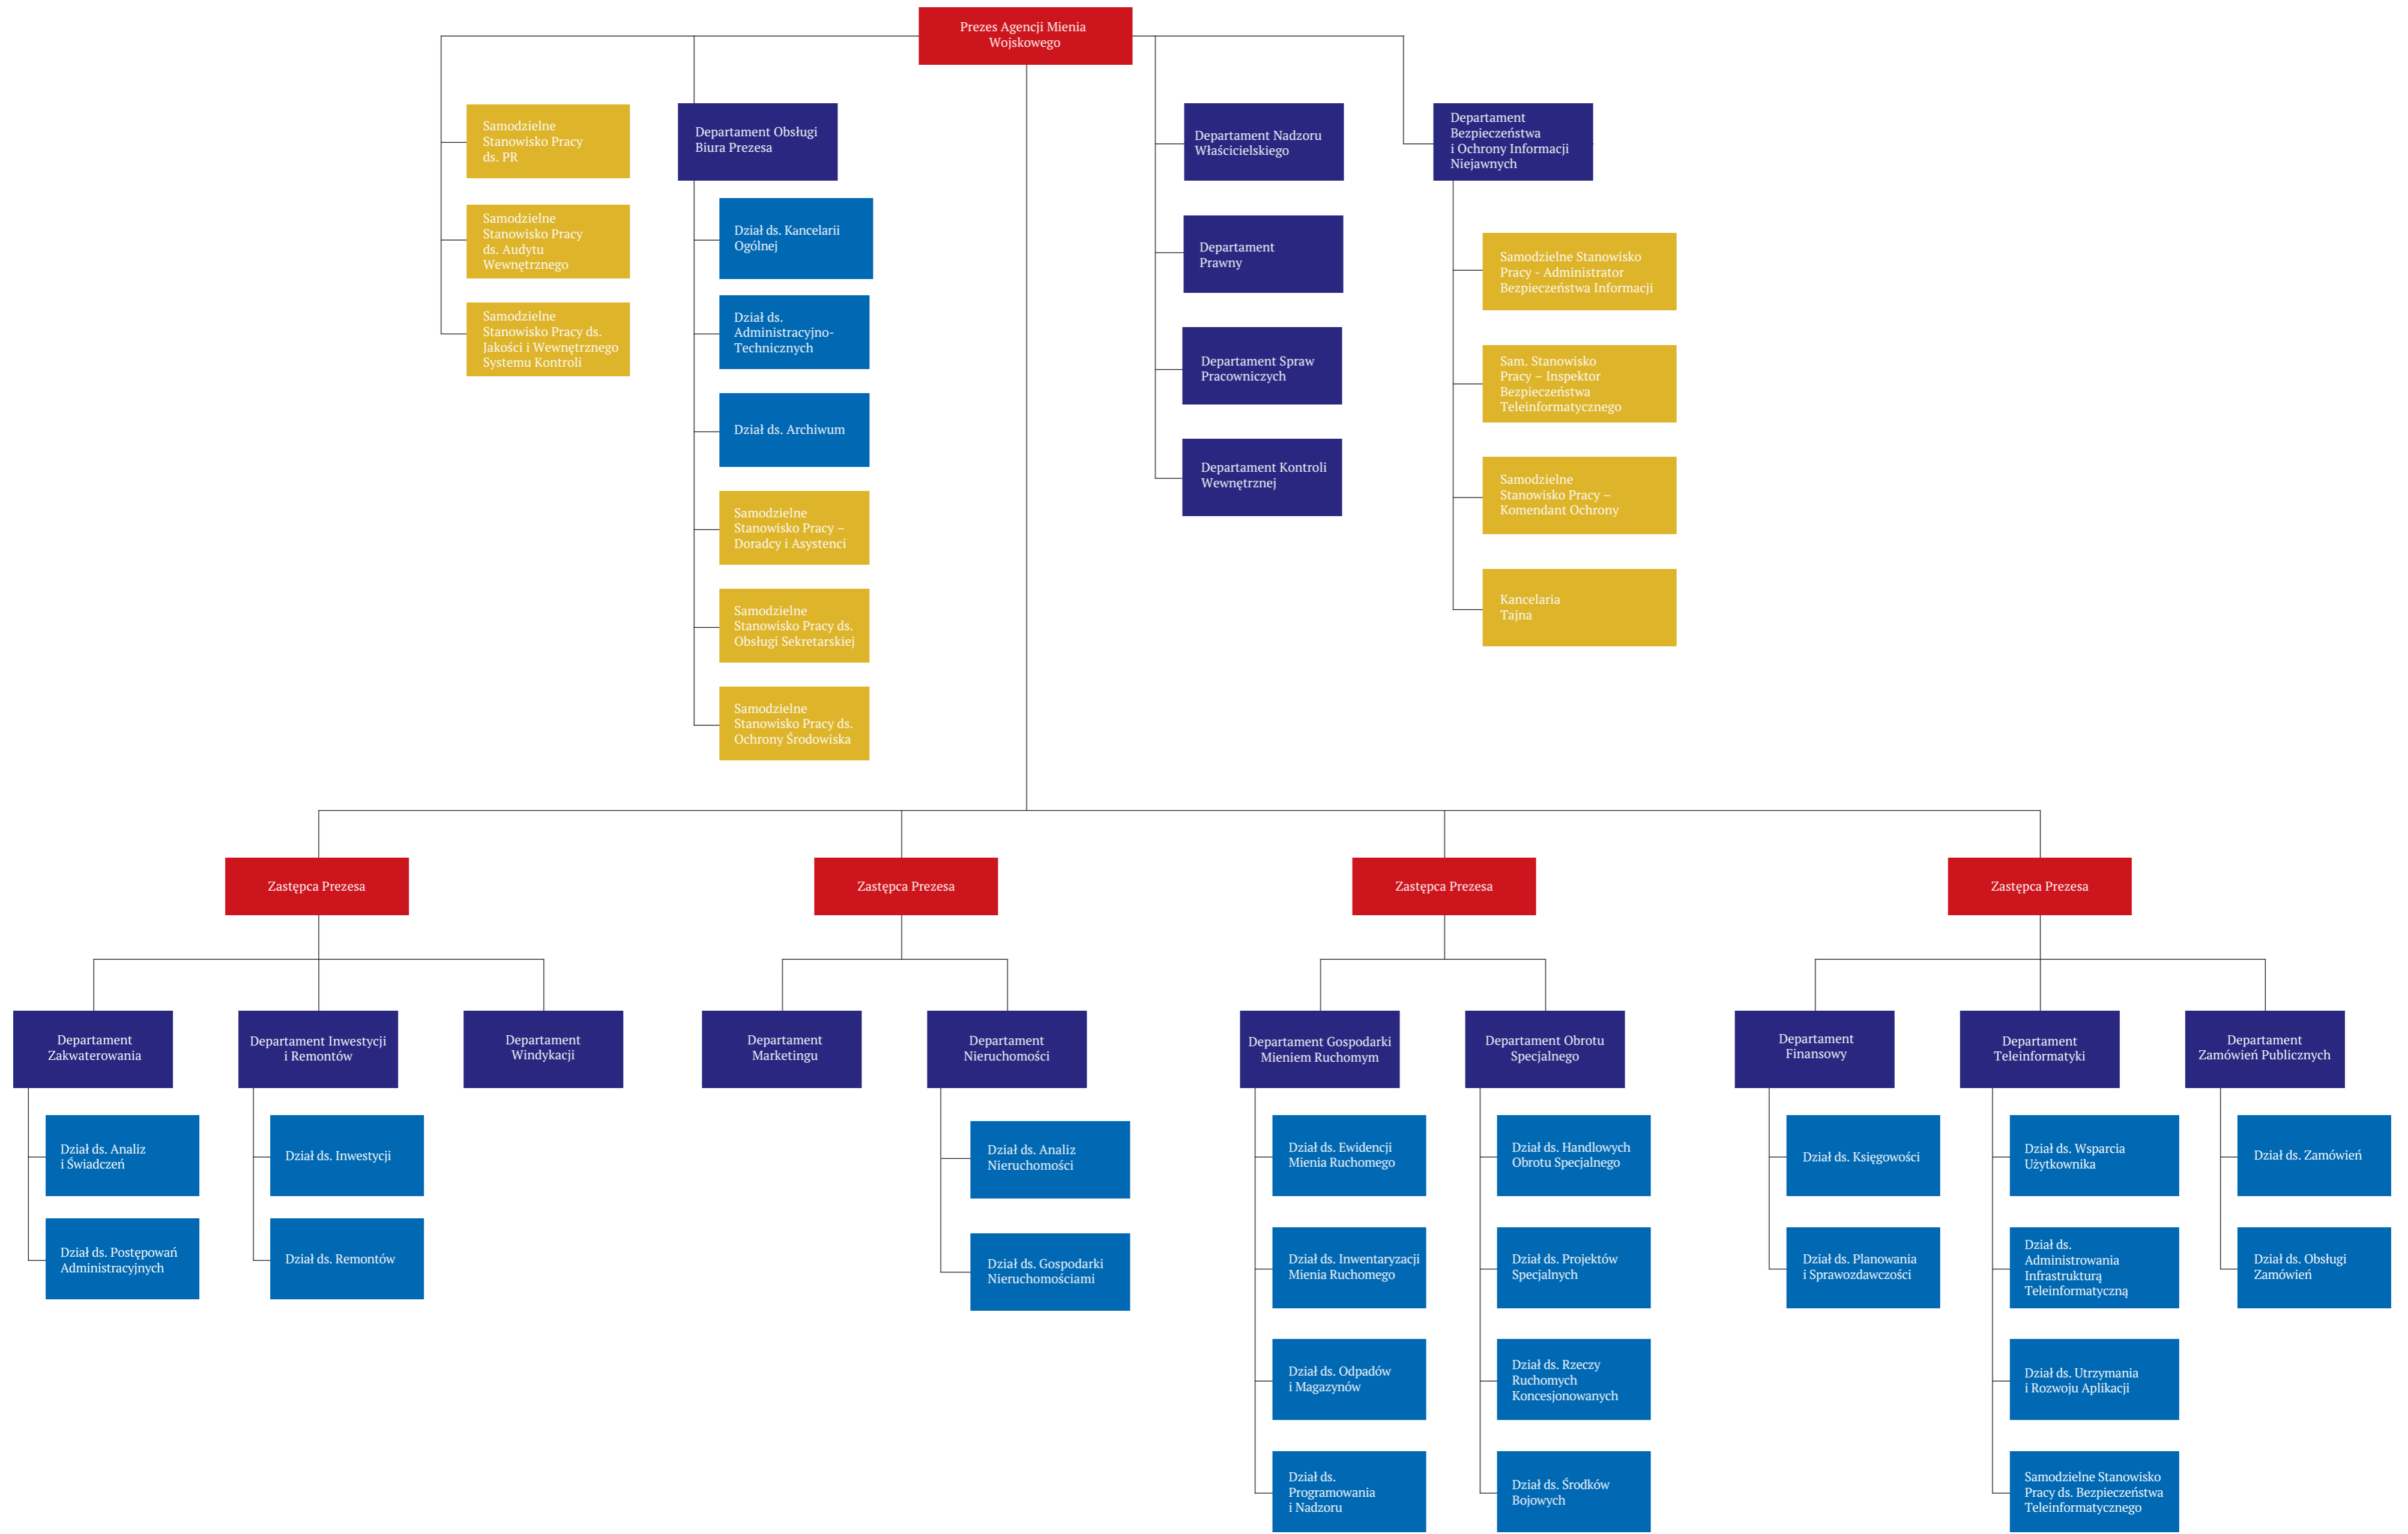 Prezes Agencji Mienia
Wojskowego
Samodzielne
Stanowisko Pracy
ds. PR
Samodzielne
Stanowisko Pracy
ds. Audytu
Wewnętrznego
Samodzielne
Stanowisko Pracy ds.
Jakości i Wewnętrznego
Systemu Kontroli
Departament Obsługi
Biura Prezesa
Dział ds. Kancelarii
Ogólnej
Dział ds.
Administracyjno-
Technicznych
Dział ds. Archiwum
Samodzielne
Stanowisko Pracy –
Doradcy i Asystenci
Samodzielne
Stanowisko Pracy ds.
Obsługi Sekretarskiej
Samodzielne
Stanowisko Pracy ds.
Ochrony Środowiska
Departament Nadzoru
Właścicielskiego
Departament
Prawny
Departament Spraw
Pracowniczych
Departament Kontroli
Wewnętrznej
Departament
Bezpieczeństwa
i Ochrony Informacji
Niejawnych
Samodzielne Stanowisko
Pracy - Administrator
Bezpieczeństwa Informacji
Sam. Stanowisko
Pracy – Inspektor
Bezpieczeństwa
Teleinformatycznego
Samodzielne
Stanowisko Pracy –
Komendant Ochrony
Kancelaria
Tajna
Zastępca Prezesa
Departament
Zakwaterowania
Dział ds. Analiz
i Świadczeń
Dział ds. Postępowań
Administracyjnych
Departament Inwestycji
i Remontów
Dział ds. Inwestycji
Dział ds. Remontów
Departament
Windykacji
Zastępca Prezesa
Departament
Marketingu
Departament
Nieruchomości
Dział ds. Analiz
Nieruchomości
Dział ds. Gospodarki
Nieruchomościami
Zastępca Prezesa
Departament Gospodarki
Mieniem Ruchomym
Dział ds. Ewidencji
Mienia Ruchomego
Dział ds. Inwentaryzacji
Mienia Ruchomego
Dział ds. Odpadów
i Magazynów
Dział ds.
Programowania
i Nadzoru
Departament Obrotu
Specjalnego
Dział ds. Handlowych
Obrotu Specjalnego
Dział ds. Projektów
Specjalnych
Dział ds. Rzeczy
Ruchomych
Koncesjonowanych
Dział ds. Środków
Bojowych
Zastępca Prezesa
Departament
Finansowy
Dział ds. Księgowości
Dział ds. Planowania
i Sprawozdawczości
Departament
Teleinformatyki
Dział ds. Wsparcia
Użytkownika
Dział ds.
Administrowania
Infrastrukturą
Teleinformatyczną
Dział ds. Utrzymania
i Rozwoju Aplikacji
Samodzielne Stanowisko
Pracy ds. Bezpieczeństwa
Teleinformatycznego
Departament
Zamówień Publicznych
Dział ds. Zamówień
Dział ds. Obsługi
Zamówień